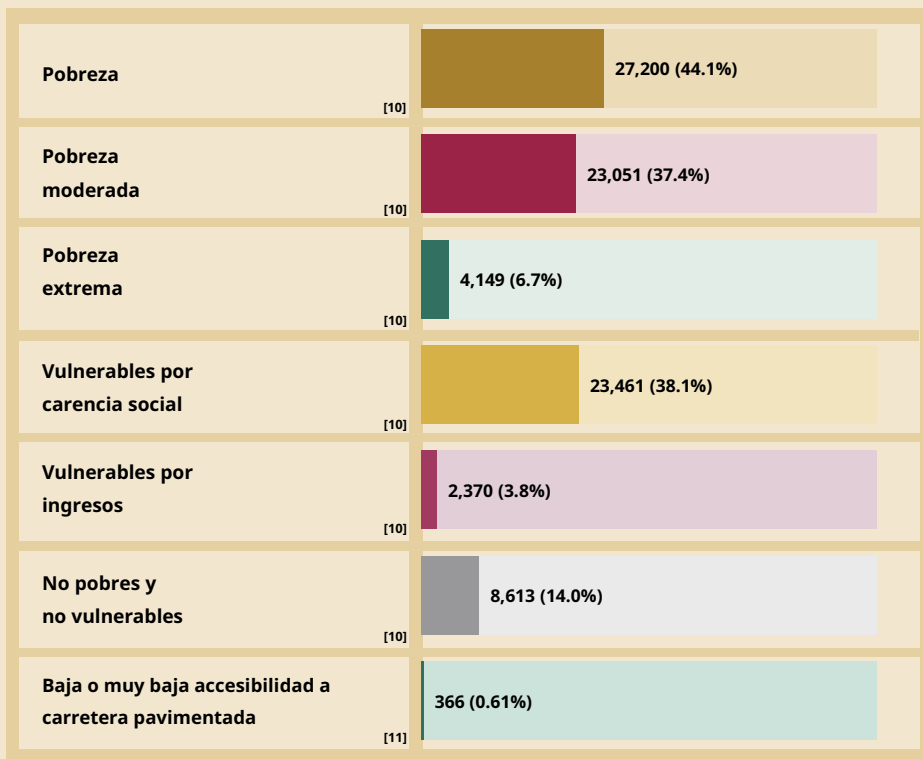 Pobreza
[10]
27,200 (44.1%)
Pobreza
moderada
[10]
23,051 (37.4%)
Pobreza
extrema
[10]
4,149 (6.7%)
Vulnerables por
carencia social
[10]
23,461 (38.1%)
Vulnerables por
ingresos
[10]
2,370 (3.8%)
No pobres y
no vulnerables
[10]
8,613 (14.0%)
Baja o muy baja accesibilidad a
carretera pavimentada
[11]
366 (0.61%)